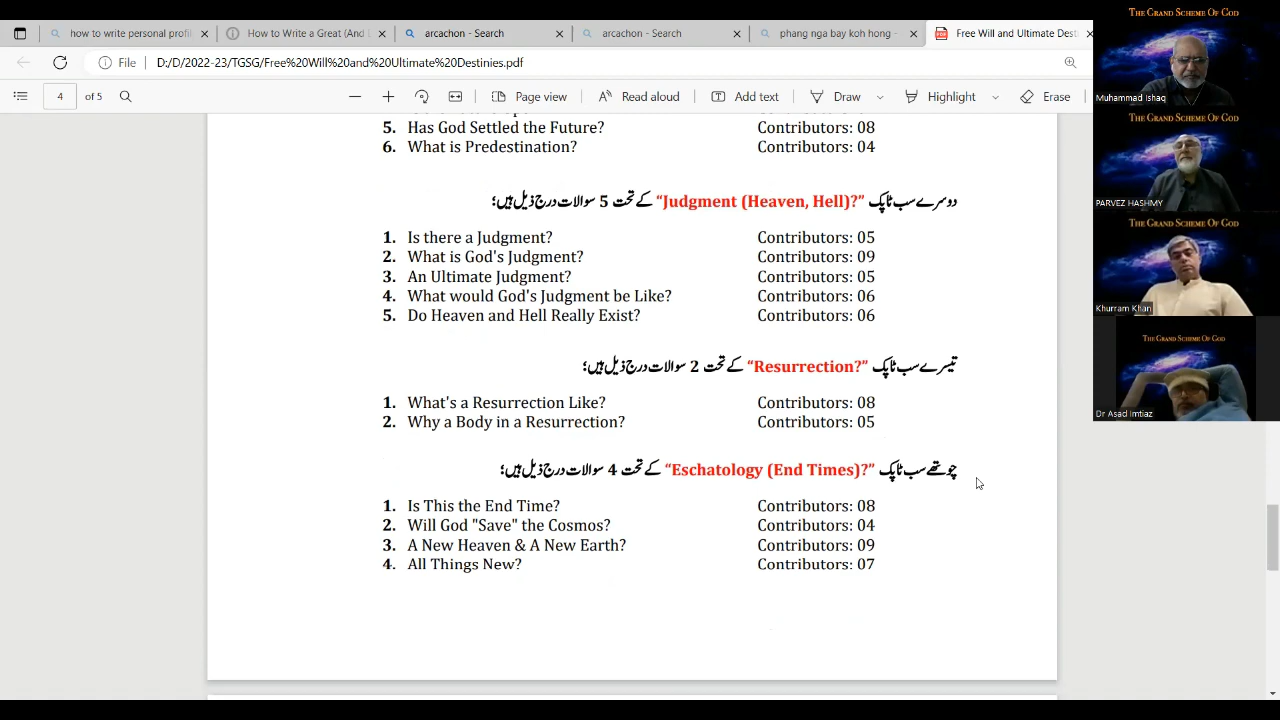 how to write personal profi
How to Write a Great (And L
arcachon - Search
arcachon - Search
phang nga bay koh hong -
Free Will and Ultimate Desti
File
D:/D/2022-23/TGSG/Free%20Will%20and%20Ultimate%20Destinies.pdf
4 of 5
Page view
Read aloud
Add text
Draw
Highlight
Erase
5. Has God Settled the Future? Contributors: 08
6. What is Predestination? Contributors: 04
دوسرے سب ٹاپک “Judgment (Heaven, Hell)?” کے تحت 5 سوالات درج ذیل ہیں؛
1. Is there a Judgment? Contributors: 05
2. What is God's Judgment? Contributors: 09
3. An Ultimate Judgment? Contributors: 05
4. What would God's Judgment be Like? Contributors: 06
5. Do Heaven and Hell Really Exist? Contributors: 06
تیسرے سب ٹاپک “Resurrection?” کے تحت 2 سوالات درج ذیل ہیں؛
1. What's a Resurrection Like? Contributors: 08
2. Why a Body in a Resurrection? Contributors: 05
چوتھے سب ٹاپک “Eschatology (End Times)?” کے تحت 4 سوالات درج ذیل ہیں؛
1. Is This the End Time? Contributors: 08
2. Will God "Save" the Cosmos? Contributors: 04
3. A New Heaven & A New Earth? Contributors: 09
4. All Things New? Contributors: 07
THE GRAND SCHEME OF GOD
Muhammad Ishaq
THE GRAND SCHEME OF GOD
PARVEZ HASHMY
THE GRAND SCHEME OF GOD
Khurram Khan
THE GRAND SCHEME OF GOD
Dr Asad Imtiaz